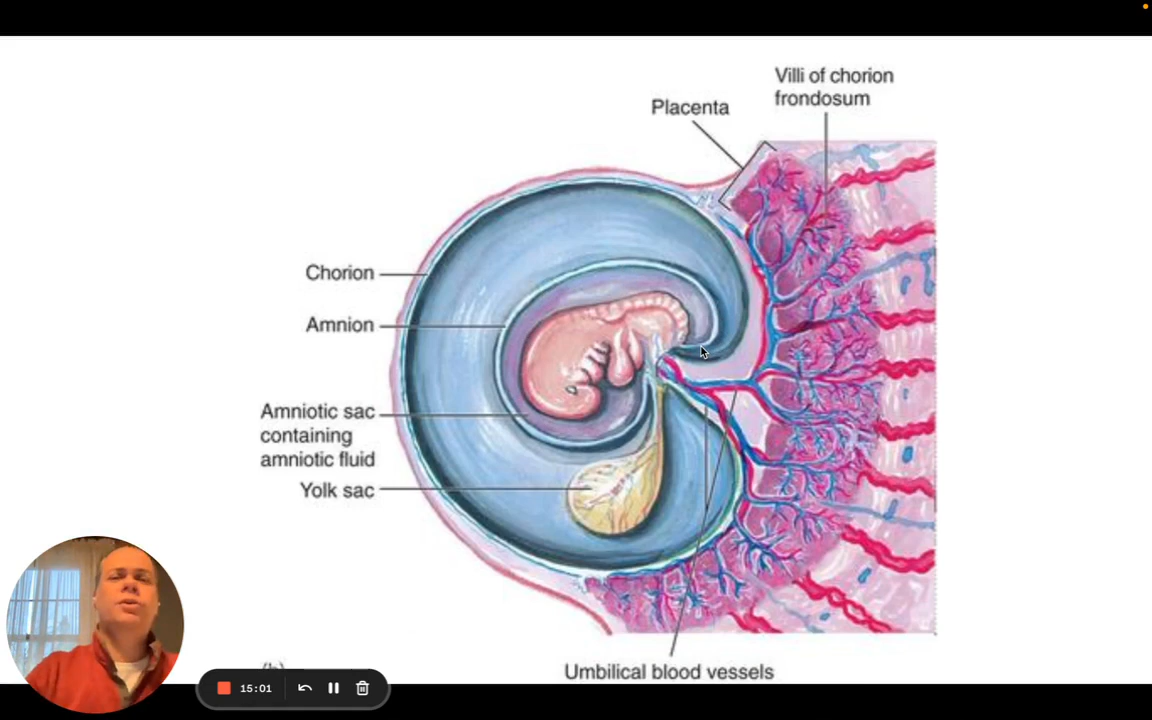 Villi of chorion
frondosum
Placenta
Chorion
Amnion
Amniotic sac
containing
amniotic fluid
Yolk sac
Umbilical blood vessels
15:01